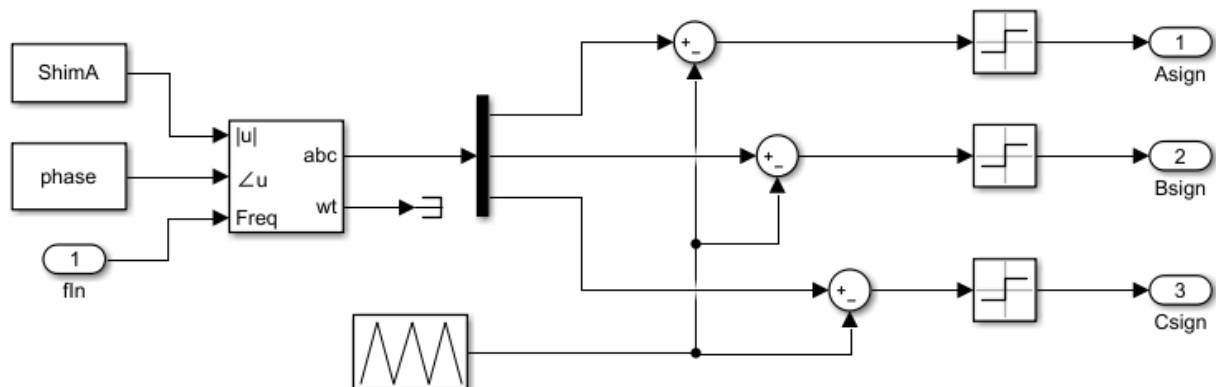 ShimA
phase
1
fIn
|u|
∠u
Freq
abc
wt
+
−
+
−
+
−
1
Asign
2
Bsign
3
Csign